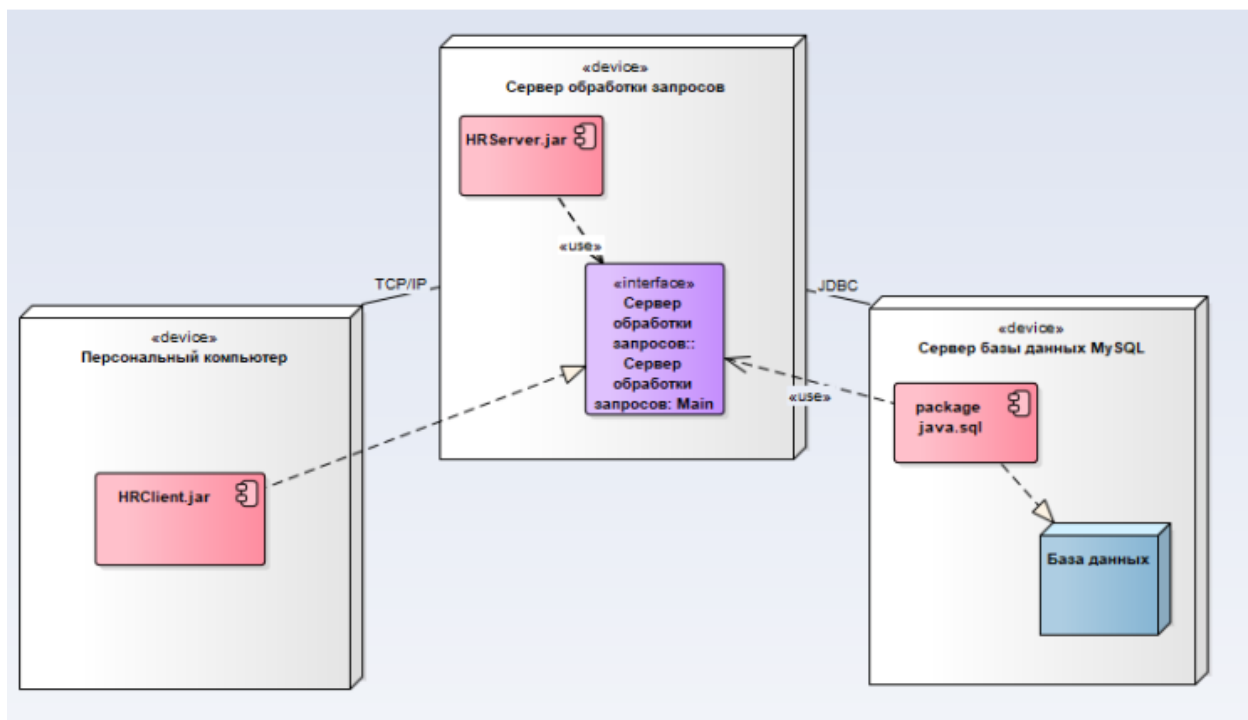 «device»
Сервер обработки запросов
HRServer.jar
«use»
«interface»
Сервер
обработки
запросов::
Сервер
обработки
запросов: Main
TCP/IP
JDBC
«device»
Персональный компьютер
HRClient.jar
«device»
Сервер базы данных MySQL
«use»
package
java.sql
База данных